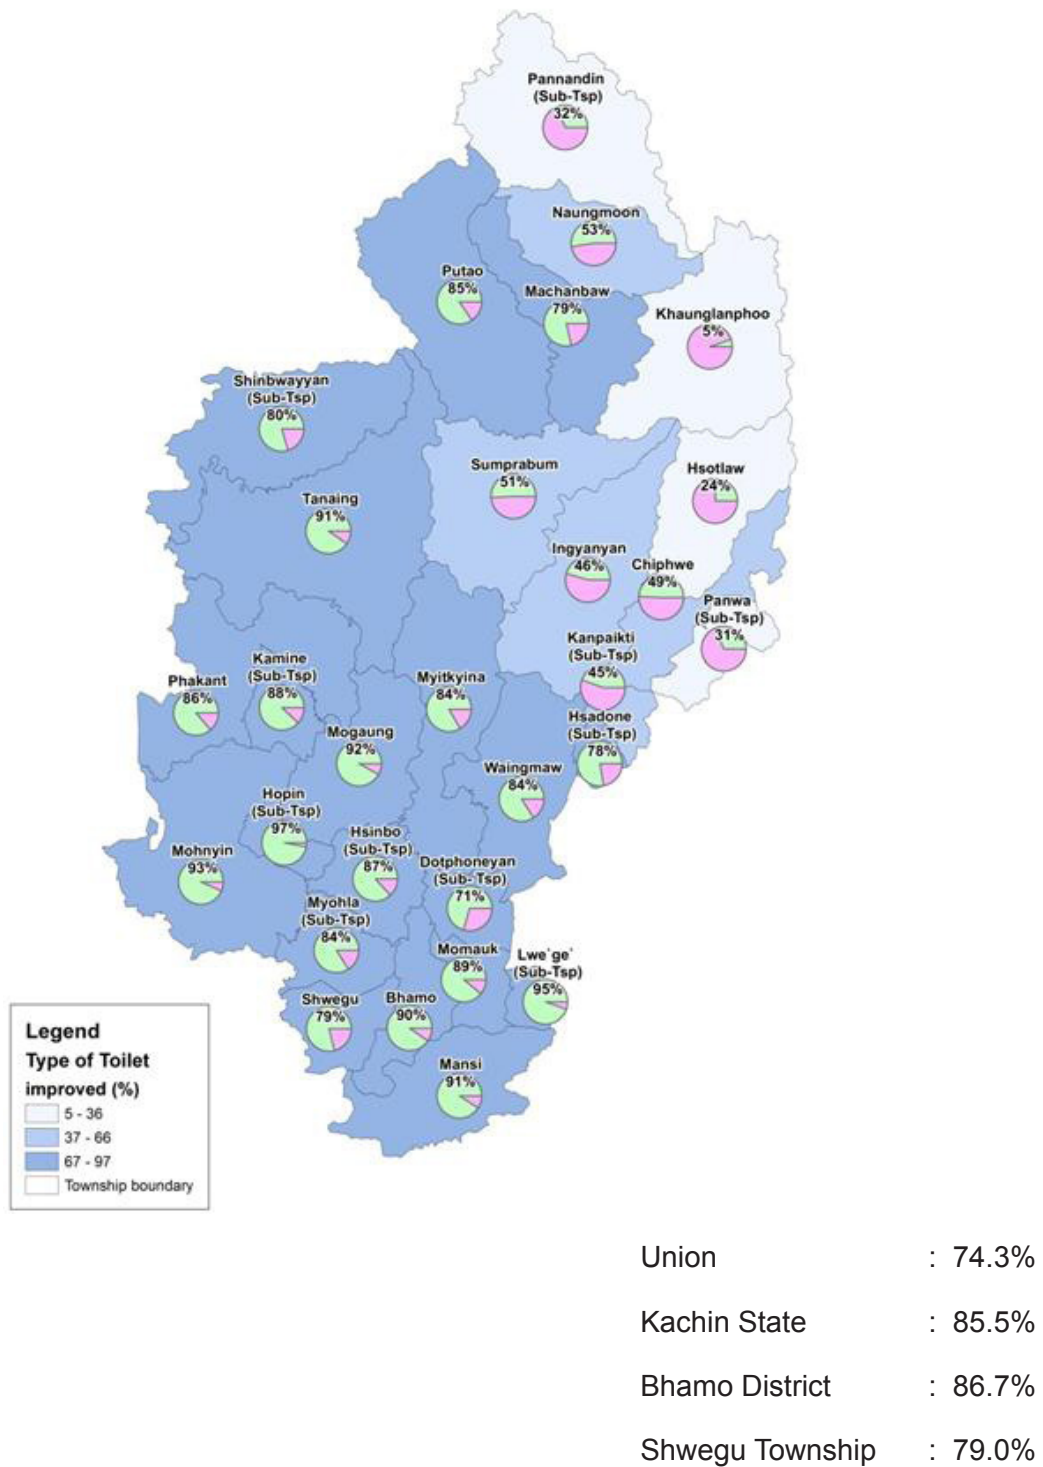 Pannandin
(Sub-Tsp)
32%
Naungmoon
53%
Putao
85%
Machanbaw
79%
Khaunglanphoo
5%
Shinbwayyan
(Sub-Tsp)
80%
Sumprabum
51%
Hsotlaw
24%
Tanaing
91%
Ingyanyan
46%
Chiphwe
49%
Panwa
(Sub-Tsp)
31%
Kanpaikti
(Sub-Tsp)
45%
Kamine
(Sub-Tsp)
88%
Phakant
86%
Myitkyina
84%
Hsadone
(Sub-Tsp)
78%
Mogaung
92%
Waingmaw
84%
Hopin
(Sub-Tsp)
97%
Hsinbo
(Sub-Tsp)
87%
Mohnyin
93%
Dotphoneyan
(Sub- Tsp)
71%
Myohla
(Sub-Tsp)
84%
Momauk
89%
Lwe`ge`
(Sub-Tsp)
95%
Shwegu
79%
Bhamo
90%
Mansi
91%
Legend
Type of Toilet
improved (%)
5 - 36
37 - 66
67 - 97
Township boundary
Union : 74.3%
Kachin State : 85.5%
Bhamo District : 86.7%
Shwegu Township : 79.0%